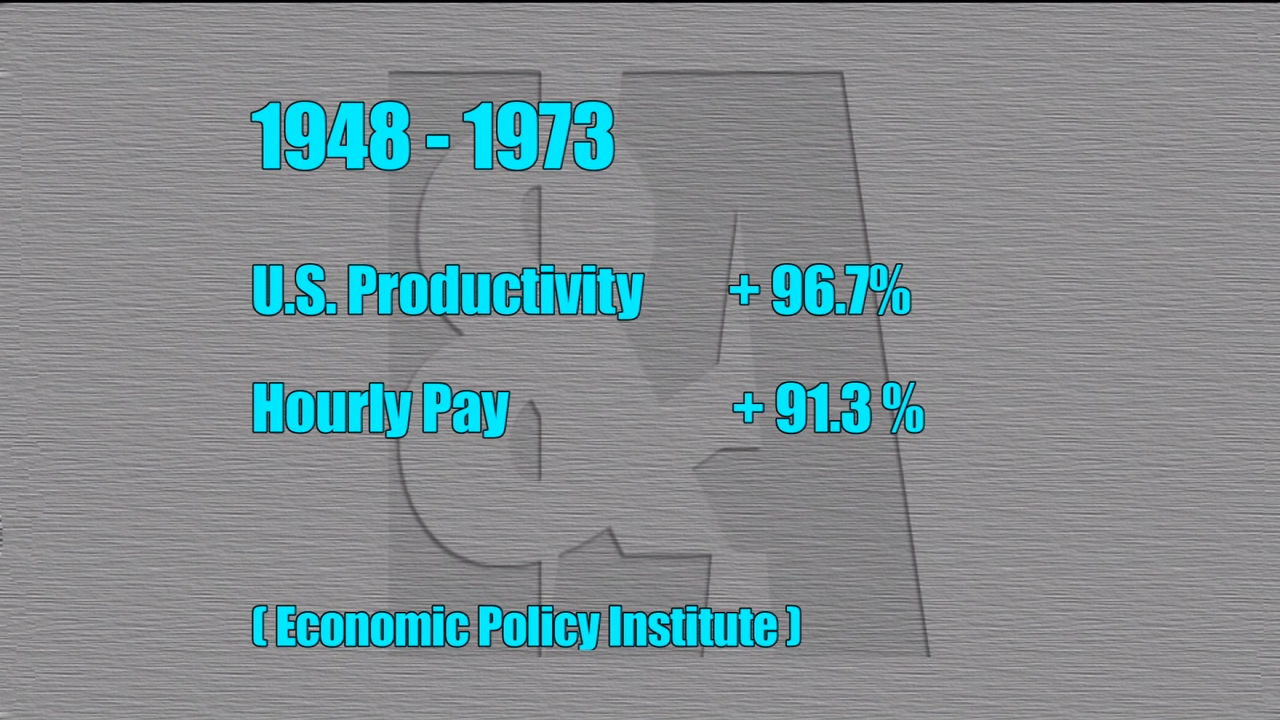 1948 - 1973
U.S. Productivity + 96.7%
Hourly Pay + 91.3 %
( Economic Policy Institute )